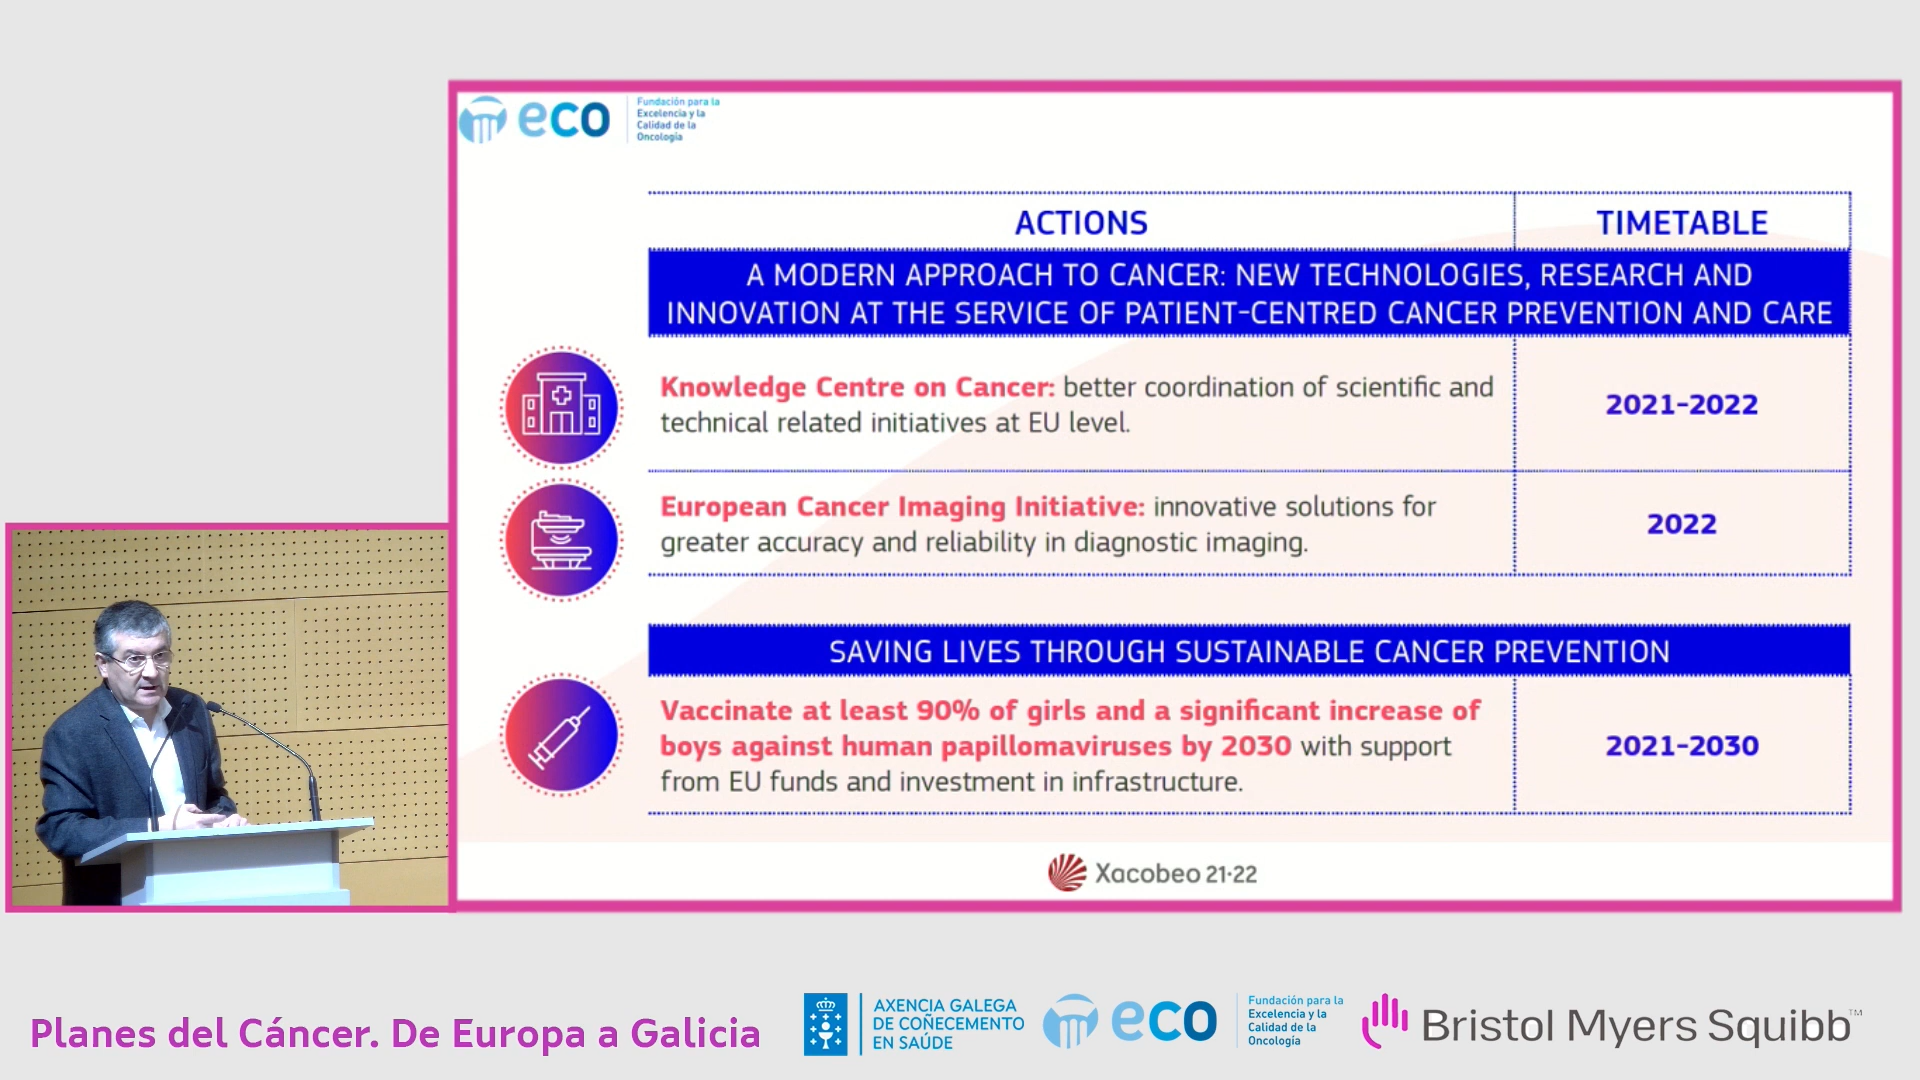 eco
Fundación para la
Excelencia y la
Calidad de la
Oncología
ACTIONS
TIMETABLE
A MODERN APPROACH TO CANCER: NEW TECHNOLOGIES, RESEARCH AND
INNOVATION AT THE SERVICE OF PATIENT-CENTRED CANCER PREVENTION AND CARE
Knowledge Centre on Cancer: better coordination of scientific and
technical related initiatives at EU level.
2021-2022
European Cancer Imaging Initiative: innovative solutions for
greater accuracy and reliability in diagnostic imaging.
2022
SAVING LIVES THROUGH SUSTAINABLE CANCER PREVENTION
Vaccinate at least 90% of girls and a significant increase of
boys against human papillomaviruses by 2030 with support
from EU funds and investment in infrastructure.
2021-2030
Xacobeo 21·22
Planes del Cáncer. De Europa a Galicia
AXENCIA GALEGA
DE COÑECEMENTO
EN SAÚDE
eco
Fundación para la
Excelencia y la
Calidad de la
Oncología
Bristol Myers Squibb™